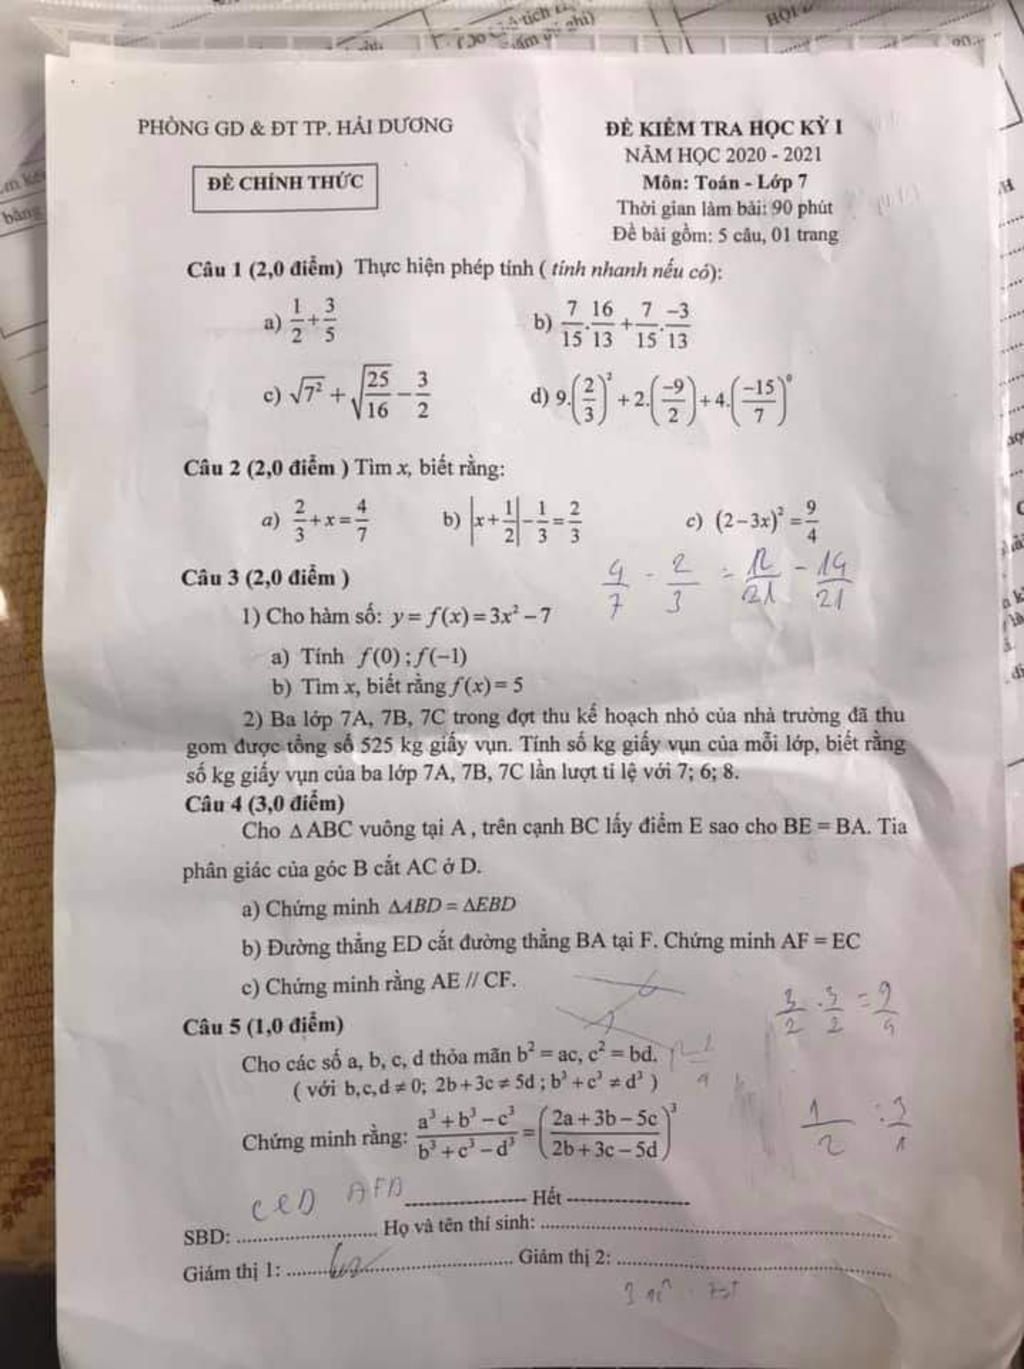 PHÒNG GD & ĐT TP. HẢI DƯƠNG
ĐỀ CHÍNH THỨC
ĐỀ KIỂM TRA HỌC KỲ I
NĂM HỌC 2020 - 2021
Môn: Toán - Lớp 7
Thời gian làm bài: 90 phút
Đề bài gồm: 5 câu, 01 trang
Câu 1 (2,0 điểm) Thực hiện phép tính ( tính nhanh nếu có):
a) 1/2 + 3/5 b) 7/15 . 16/13 + 7/15 . -3/13
c) √7² + √(25/16) - 3/2 d) 9.(2/3)² + 2.(-9/2) + 4.(-15/7)⁰
Câu 2 (2,0 điểm ) Tìm x, biết rằng:
a) 2/3 + x = 4/7 b) |x + 1/2| - 1/3 = 2/3 c) (2-3x)² = 9/4
4/7 - 2/3 = 12/21 - 14/21
Câu 3 (2,0 điểm )
1) Cho hàm số: y = f(x) = 3x² - 7
a) Tính f(0) ; f(-1)
b) Tìm x, biết rằng f(x) = 5
2) Ba lớp 7A, 7B, 7C trong đợt thu kế hoạch nhỏ của nhà trường đã thu
gom được tổng số 525 kg giấy vụn. Tính số kg giấy vụn của mỗi lớp, biết rằng
số kg giấy vụn của ba lớp 7A, 7B, 7C lần lượt tỉ lệ với 7; 6; 8.
Câu 4 (3,0 điểm)
Cho Δ ABC vuông tại A , trên cạnh BC lấy điểm E sao cho BE = BA. Tia
phân giác của góc B cắt AC ở D.
a) Chứng minh ΔABD = ΔEBD
b) Đường thẳng ED cắt đường thẳng BA tại F. Chứng minh AF = EC
c) Chứng minh rằng AE // CF.
3/2 . 3/2 = 9/4
Câu 5 (1,0 điểm)
Cho các số a, b, c, d thỏa mãn b² = ac, c² = bd.
( với b,c,d ≠ 0; 2b + 3c ≠ 5d ; b³ + c³ ≠ d³ )
Chứng minh rằng: (a³ + b³ - c³)/(b³ + c³ - d³) = ((2a + 3b - 5c)/(2b + 3c - 5d))³
Hết
SBD: Họ và tên thí sinh:
Giám thị 1: Giám thị 2: